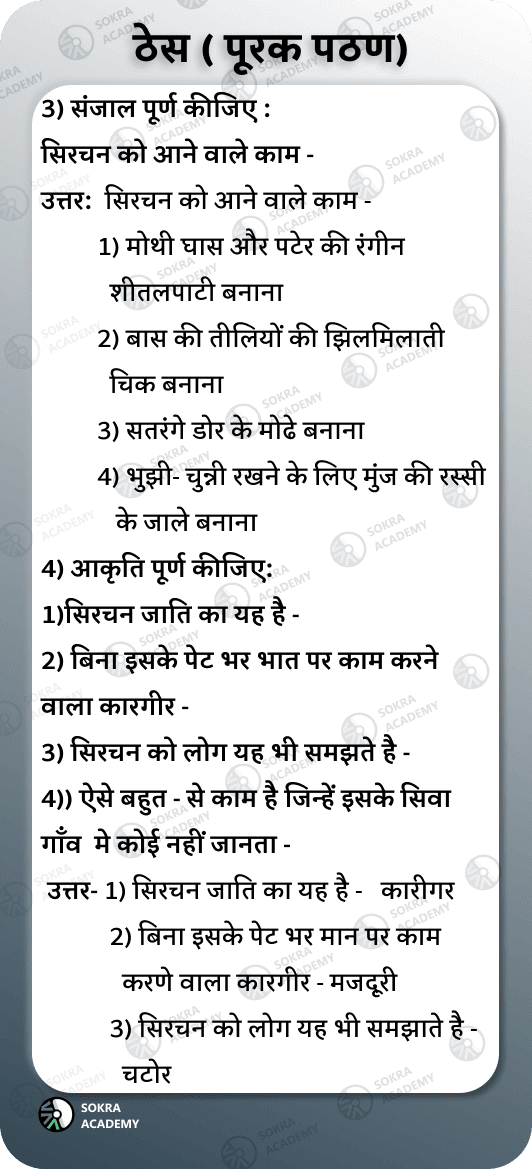 ठेस ( पूरक पठण)
3) संजाल पूर्ण कीजिए :
सिरचन को आने वाले काम -
उत्तर: सिरचन को आने वाले काम -
1) मोथी घास और पटेर की रंगीन
शीतलपाटी बनाना
2) बास की तीलियों की झिलमिलाती
चिक बनाना
3) सतरंगे डोर के मोढे बनाना
4) भुझी- चुन्नी रखने के लिए मुंज की रस्सी
के जाले बनाना
4) आकृति पूर्ण कीजिए:
1)सिरचन जाति का यह है -
2) बिना इसके पेट भर भात पर काम करने
वाला कारगीर -
3) सिरचन को लोग यह भी समझते है -
4)) ऐसे बहुत - से काम है जिन्हें इसके सिवा
गाँव मे कोई नहीं जानता -
उत्तर- 1) सिरचन जाति का यह है - कारीगर
2) बिना इसके पेट भर मान पर काम
करणे वाला कारगीर - मजदूरी
3) सिरचन को लोग यह भी समझाते है -
चटोर
SOKRA
ACADEMY